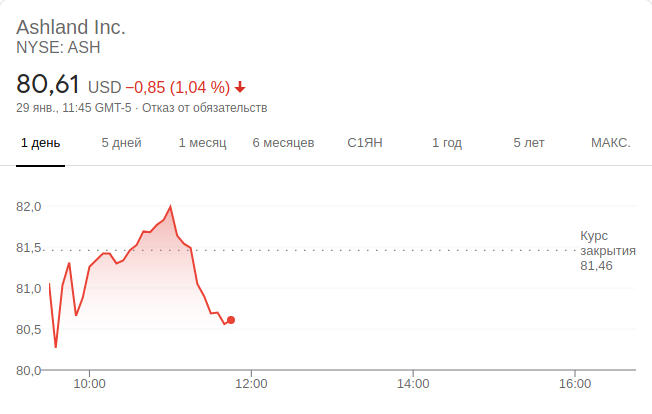 Ashland Inc.
NYSE: ASH
80,61 USD −0,85 (1,04 %)
29 янв., 11:45 GMT-5 · Отказ от обязательств
1 день 5 дней 1 месяц 6 месяцев С1ЯН 1 год 5 лет МАКС.
82,0
81,5
81,0
80,5
80,0
Курс
закрытия
81,46
10:00 12:00 14:00 16:00